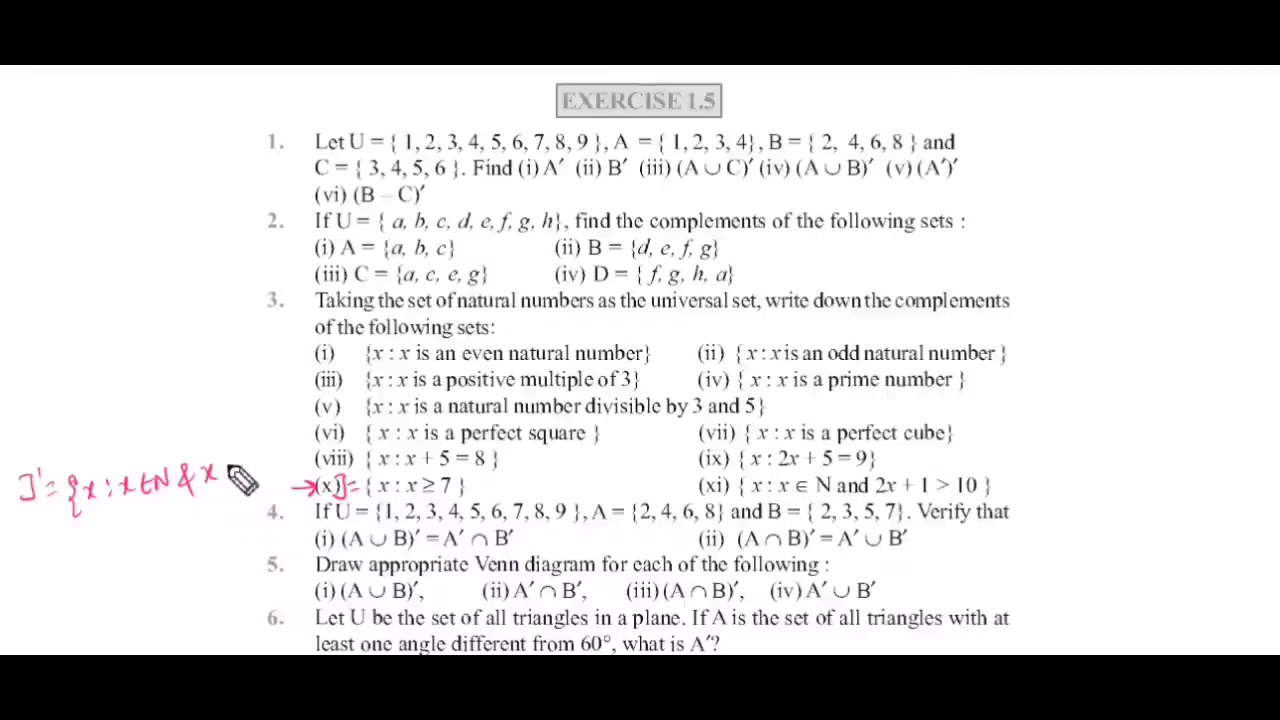 EXERCISE 1.5
1. Let U = { 1, 2, 3, 4, 5, 6, 7, 8, 9 }, A = { 1, 2, 3, 4}, B = { 2, 4, 6, 8 } and
C = { 3, 4, 5, 6 }. Find (i) A′ (ii) B′ (iii) (A ∪ C)′ (iv) (A ∪ B)′ (v) (A′)′
(vi) (B – C)′
2. If U = { a, b, c, d, e, f, g, h}, find the complements of the following sets :
(i) A = {a, b, c} (ii) B = {d, e, f, g}
(iii) C = {a, c, e, g} (iv) D = { f, g, h, a}
3. Taking the set of natural numbers as the universal set, write down the complements
of the following sets:
(i) {x : x is an even natural number} (ii) { x : x is an odd natural number }
(iii) {x : x is a positive multiple of 3} (iv) { x : x is a prime number }
(v) {x : x is a natural number divisible by 3 and 5}
(vi) { x : x is a perfect square } (vii) { x : x is a perfect cube}
(viii) { x : x + 5 = 8 } (ix) { x : 2x + 5 = 9}
J' = {x : x ∈ N & x →(x) J = { x : x ≥ 7 } (xi) { x : x ∈ N and 2x + 1 > 10 }
4. If U = {1, 2, 3, 4, 5, 6, 7, 8, 9 }, A = {2, 4, 6, 8} and B = { 2, 3, 5, 7}. Verify that
(i) (A ∪ B)′ = A′ ∩ B′ (ii) (A ∩ B)′ = A′ ∪ B′
5. Draw appropriate Venn diagram for each of the following :
(i) (A ∪ B)′, (ii) A′ ∩ B′, (iii) (A ∩ B)′, (iv) A′ ∪ B′
6. Let U be the set of all triangles in a plane. If A is the set of all triangles with at
least one angle different from 60°, what is A′?